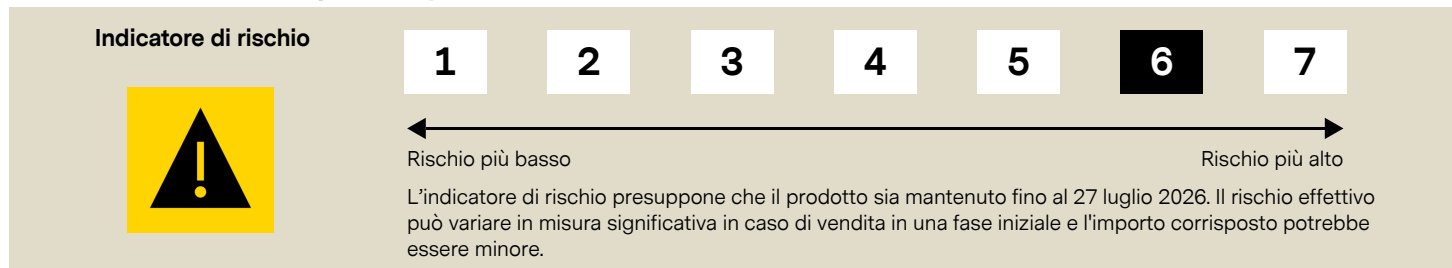 Indicatore di rischio
1 2 3 4 5 6 7
Rischio più basso Rischio più alto
L'indicatore di rischio presuppone che il prodotto sia mantenuto fino al 27 luglio 2026. Il rischio effettivo
può variare in misura significativa in caso di vendita in una fase iniziale e l'importo corrisposto potrebbe
essere minore.